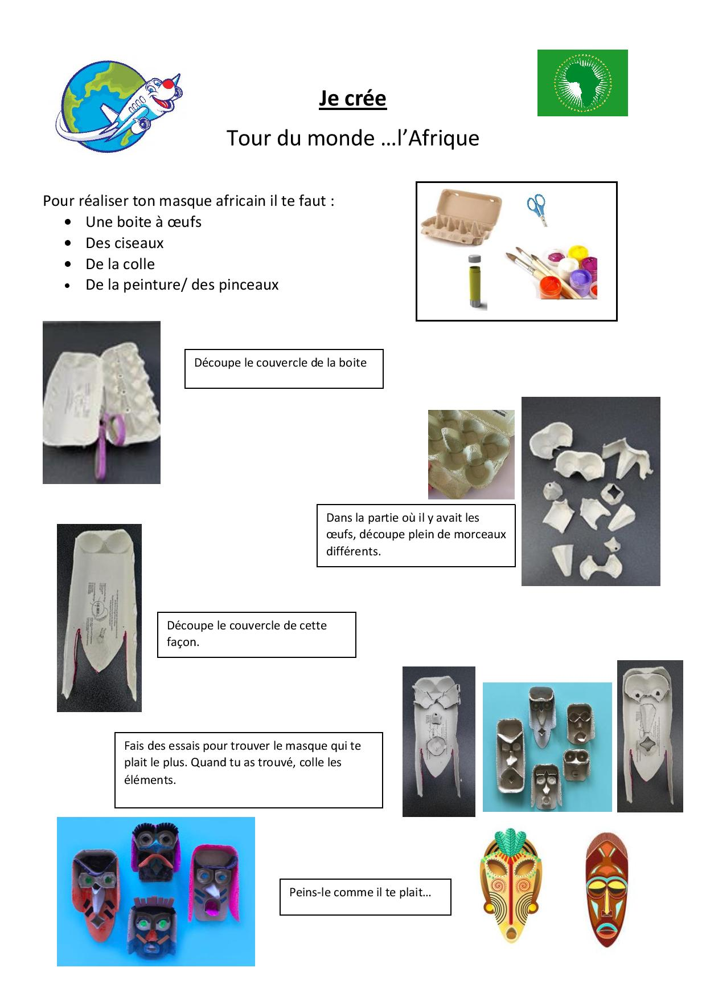 Je crée
Tour du monde …l’Afrique
Pour réaliser ton masque africain il te faut :
• Une boite à œufs
• Des ciseaux
• De la colle
• De la peinture/ des pinceaux
Découpe le couvercle de la boite
Dans la partie où il y avait les
œufs, découpe plein de morceaux
différents.
Découpe le couvercle de cette
façon.
Fais des essais pour trouver le masque qui te
plait le plus. Quand tu as trouvé, colle les
éléments.
Peins-le comme il te plait…